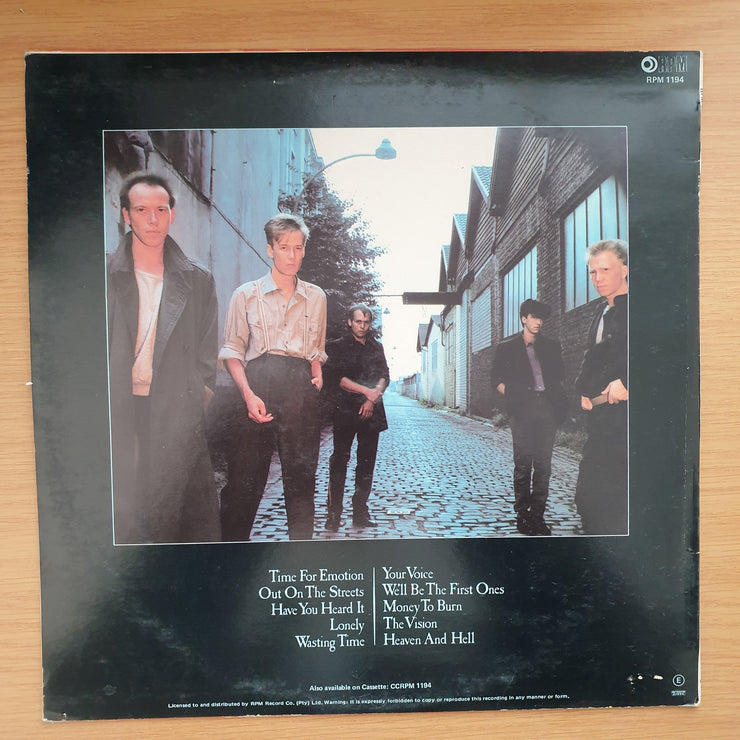 RPM
RPM 1194
Time For Emotion
Out On The Streets
Have You Heard It
Lonely
Wasting Time
Your Voice
We'll Be The First Ones
Money To Burn
The Vision
Heaven And Hell
Also available on Cassette: CCRPM 1194
E
Licensed to and distributed by RPM Record Co. (Pty) Ltd. Warning: It is expressly forbidden to copy or reproduce this recording in any manner or form.